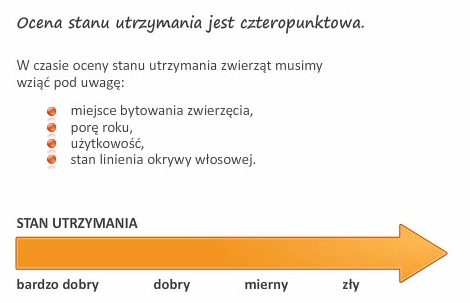 Ocena stanu utrzymania jest czteropunktowa.
W czasie oceny stanu utrzymania zwierząt musimy
wziąć pod uwagę:
miejsce bytowania zwierzęcia,
porę roku,
użytkowość,
stan linienia okrywy włosowej.
STAN UTRZYMANIA
bardzo dobry dobry mierny zły